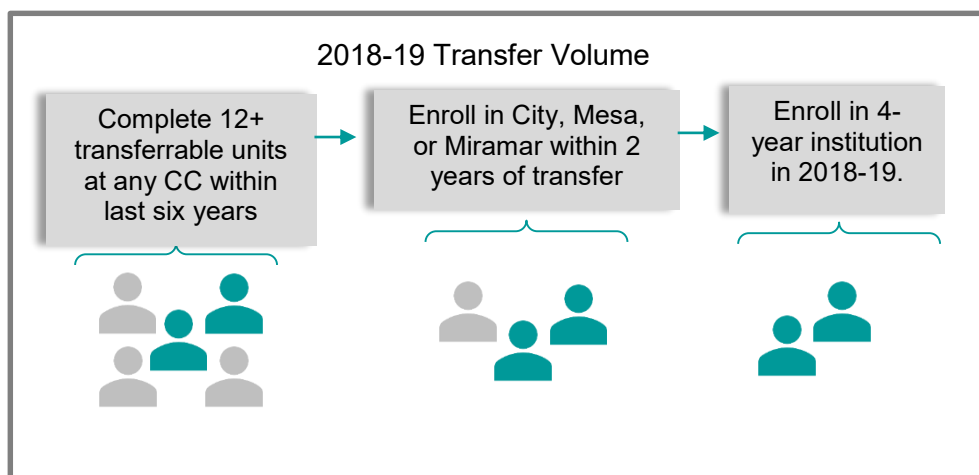 2018-19 Transfer Volume
Complete 12+
transferrable units
at any CC within
last six years
Enroll in City, Mesa,
or Miramar within 2
years of transfer
Enroll in 4-
year institution
in 2018-19.